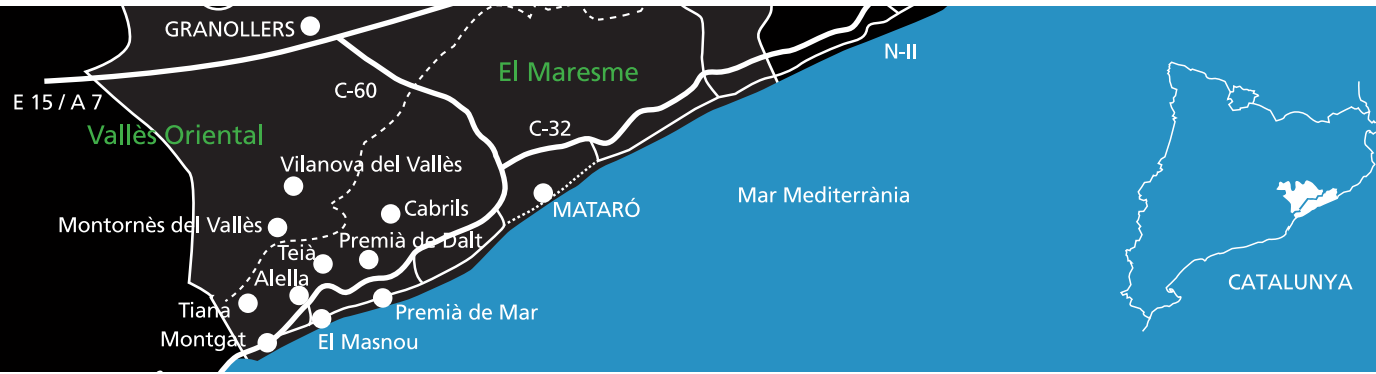 GRANOLLERS
N-II
El Maresme
E 15 / A 7
C-60
C-32
Vallès Oriental
Vilanova del Vallès
Mar Mediterrània
Cabrils
MATARÓ
Montornès del Vallès
Premià de Dalt
Teià
Alella
CATALUNYA
Tiana
Premià de Mar
Montgat
El Masnou